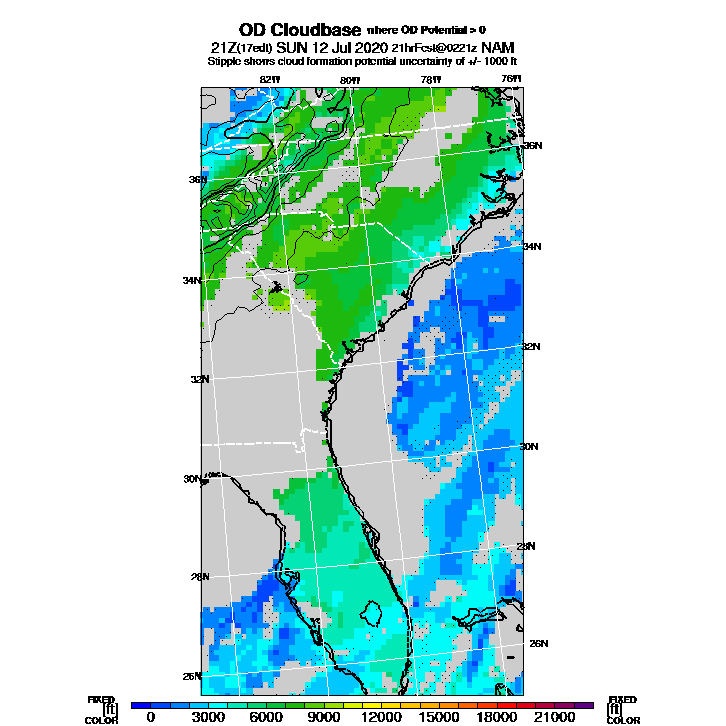 OD Cloudbase where OD Potential > 0
21Z(17edt) SUN 12 Jul 2020 21hrFcst@0221z NAM
Stipple shows cloud formation potential uncertainty of +/- 1000 ft
82W 80W 78W 76W
36N
36N
34N
34N
32N
32N
30N
30N
28N
28N
26N
26N
FIXED FIXED
[ft] [ft]
COLOR 0 3000 6000 9000 12000 15000 18000 21000 COLOR